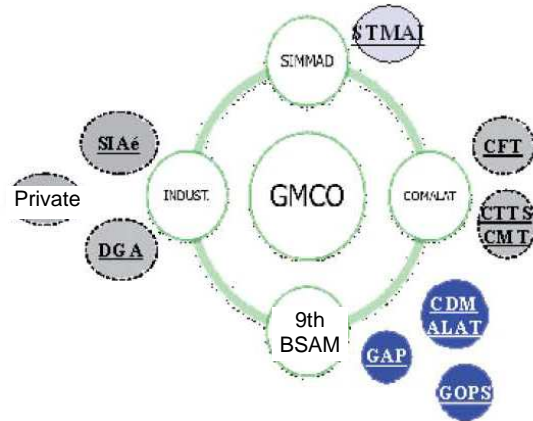 STMAI
SIMMAD
SIAé
CFT
Private
INDUST.
GMCO
COMALAT
CTTS
CMT
DGA
9th
BSAM
CDM
ALAT
GAP
GOPS